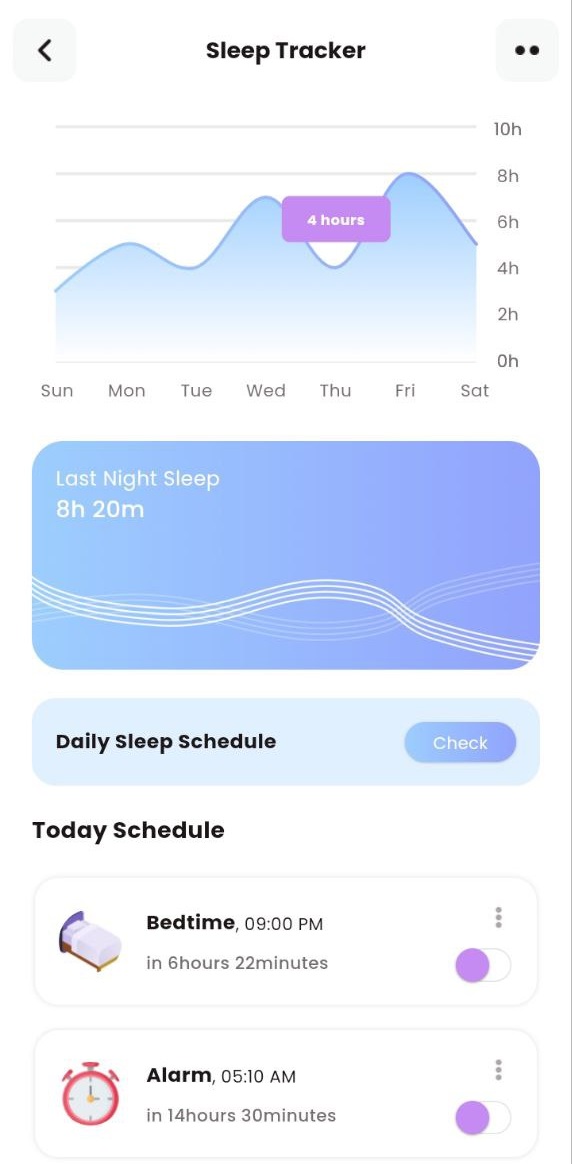 Sleep Tracker
10h
8h
4 hours
6h
4h
2h
0h
Sun Mon Tue Wed Thu Fri Sat
Last Night Sleep
8h 20m
Daily Sleep Schedule Check
Today Schedule
Bedtime, 09:00 PM
in 6hours 22minutes
Alarm, 05:10 AM
in 14hours 30minutes